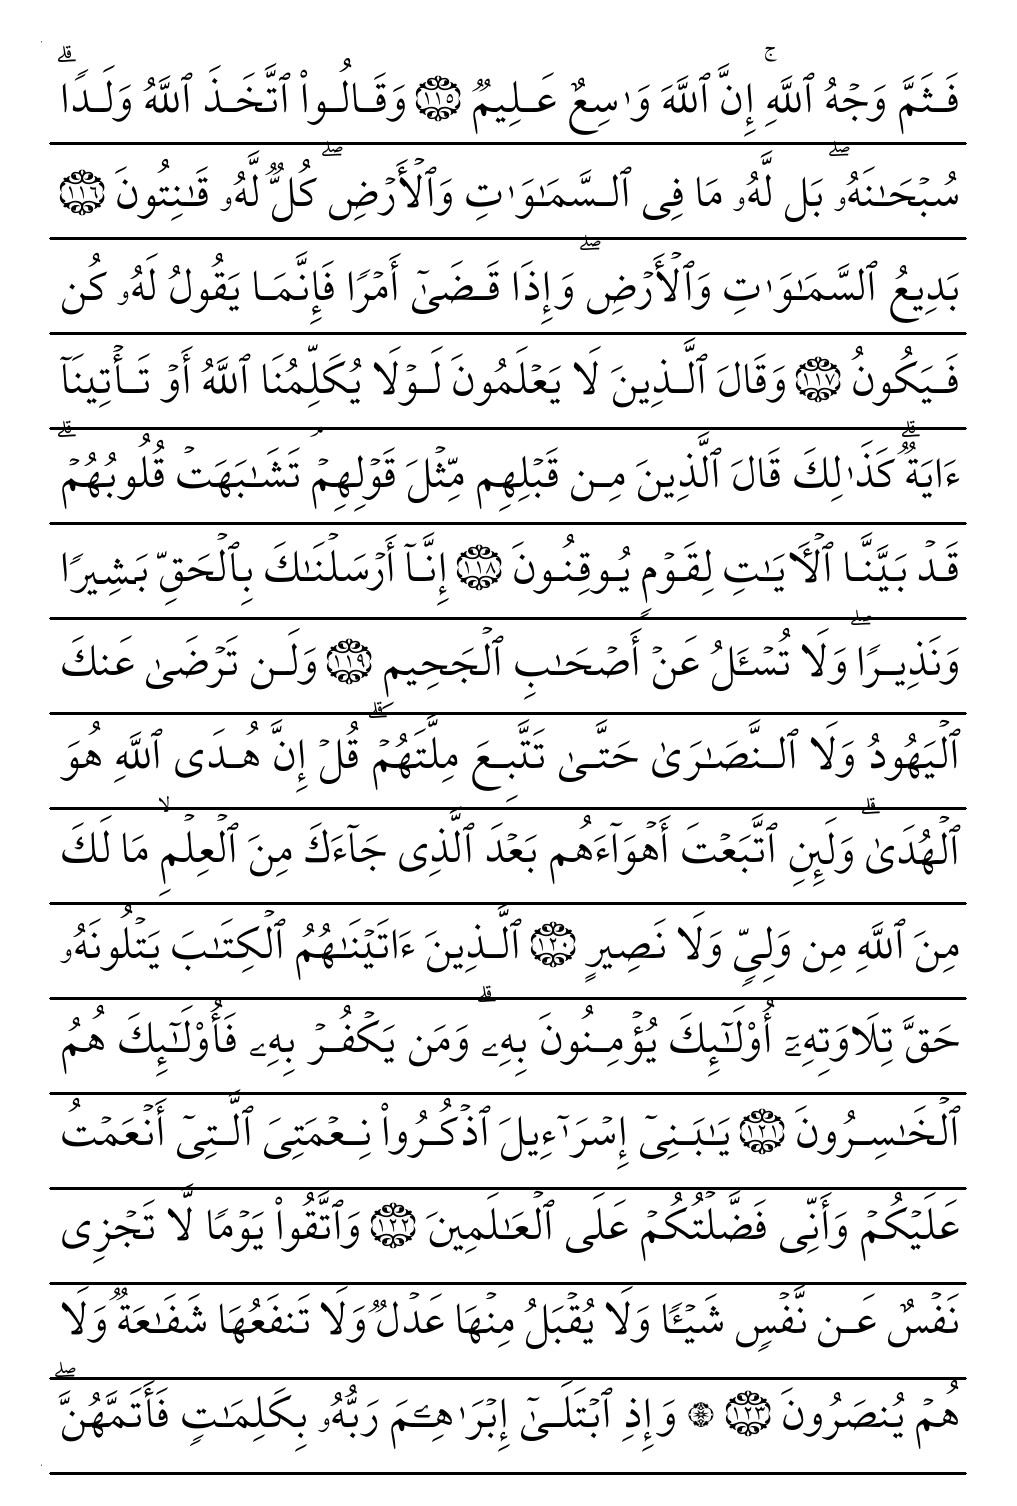 فَثَمَّ وَجۡهُ ٱللَّهِۚ إِنَّ ٱللَّهَ وَٰسِعٌ عَلِيمٞ ١١٥ وَقَالُواْ ٱتَّخَذَ ٱللَّهُ وَلَدٗاۗ
سُبۡحَٰنَهُۥۖ بَل لَّهُۥ مَا فِى ٱلسَّمَٰوَٰتِ وَٱلۡأَرۡضِۖ كُلّٞ لَّهُۥ قَٰنِتُونَ ١١٦
بَدِيعُ ٱلسَّمَٰوَٰتِ وَٱلۡأَرۡضِۖ وَإِذَا قَضَىٰٓ أَمۡرٗا فَإِنَّمَا يَقُولُ لَهُۥ كُن
فَيَكُونُ ١١٧ وَقَالَ ٱلَّذِينَ لَا يَعۡلَمُونَ لَوۡلَا يُكَلِّمُنَا ٱللَّهُ أَوۡ تَأۡتِينَآ
ءَايَةٞۗ كَذَٰلِكَ قَالَ ٱلَّذِينَ مِن قَبۡلِهِم مِّثۡلَ قَوۡلِهِمۡۘ تَشَٰبَهَتۡ قُلُوبُهُمۡۗ
قَدۡ بَيَّنَّا ٱلۡأٓيَٰتِ لِقَوۡمٖ يُوقِنُونَ ١١٨ إِنَّآ أَرۡسَلۡنَٰكَ بِٱلۡحَقِّ بَشِيرٗا
وَنَذِيرٗاۖ وَلَا تُسۡـَٔلُ عَنۡ أَصۡحَٰبِ ٱلۡجَحِيمِ ١١٩ وَلَن تَرۡضَىٰ عَنكَ
ٱلۡيَهُودُ وَلَا ٱلنَّصَٰرَىٰ حَتَّىٰ تَتَّبِعَ مِلَّتَهُمۡۗ قُلۡ إِنَّ هُدَى ٱللَّهِ هُوَ
ٱلۡهُدَىٰۗ وَلَئِنِ ٱتَّبَعۡتَ أَهۡوَآءَهُم بَعۡدَ ٱلَّذِى جَآءَكَ مِنَ ٱلۡعِلۡمِۙ مَا لَكَ
مِنَ ٱللَّهِ مِن وَلِيّٖ وَلَا نَصِيرٍ ١٢٠ ٱلَّذِينَ ءَاتَيۡنَٰهُمُ ٱلۡكِتَٰبَ يَتۡلُونَهُۥ
حَقَّ تِلَاوَتِهِۦٓ أُوْلَٰٓئِكَ يُؤۡمِنُونَ بِهِۦۗ وَمَن يَكۡفُرۡ بِهِۦ فَأُوْلَٰٓئِكَ هُمُ
ٱلۡخَٰسِرُونَ ١٢١ يَٰبَنِىٓ إِسۡرَٰٓءِيلَ ٱذۡكُرُواْ نِعۡمَتِىَ ٱلَّتِىٓ أَنۡعَمۡتُ
عَلَيۡكُمۡ وَأَنِّى فَضَّلۡتُكُمۡ عَلَى ٱلۡعَٰلَمِينَ ١٢٢ وَٱتَّقُواْ يَوۡمٗا لَّا تَجۡزِى
نَفۡسٌ عَن نَّفۡسٖ شَيۡـٔٗا وَلَا يُقۡبَلُ مِنۡهَا عَدۡلٞ وَلَا تَنفَعُهَا شَفَٰعَةٞ وَلَا
هُمۡ يُنصَرُونَ ١٢٣ ۞ وَإِذِ ٱبۡتَلَىٰٓ إِبۡرَٰهِـۧمَ رَبُّهُۥ بِكَلِمَٰتٖ فَأَتَمَّهُنَّۖ